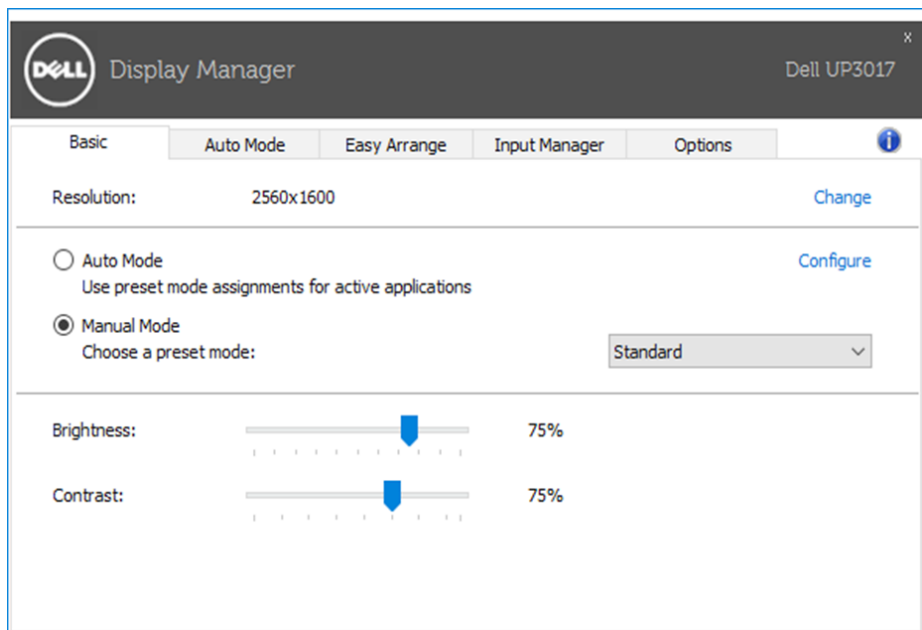 x
DELL Display Manager Dell UP3017
Basic Auto Mode Easy Arrange Input Manager Options i
Resolution: 2560x1600 Change
Auto Mode Configure
Use preset mode assignments for active applications
Manual Mode
Choose a preset mode: Standard
Brightness: 75%
Contrast: 75%